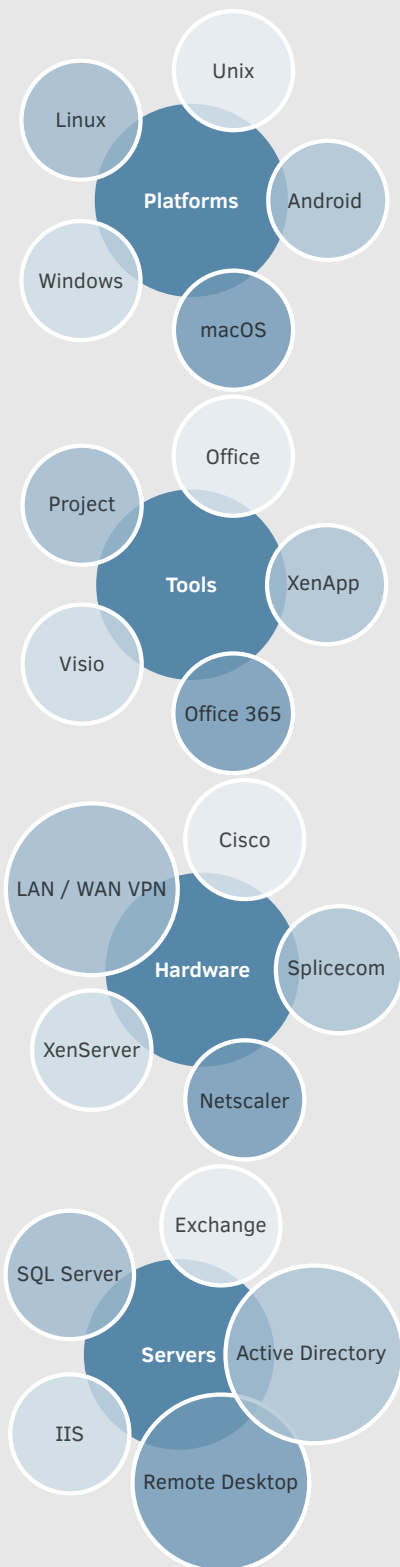 Unix
Linux
Platforms
Android
Windows
macOS
Office
Project
Tools
XenApp
Visio
Office 365
Cisco
LAN / WAN VPN
Hardware
Splicecom
XenServer
Netscaler
Exchange
SQL Server
Servers
Active Directory
IIS
Remote Desktop